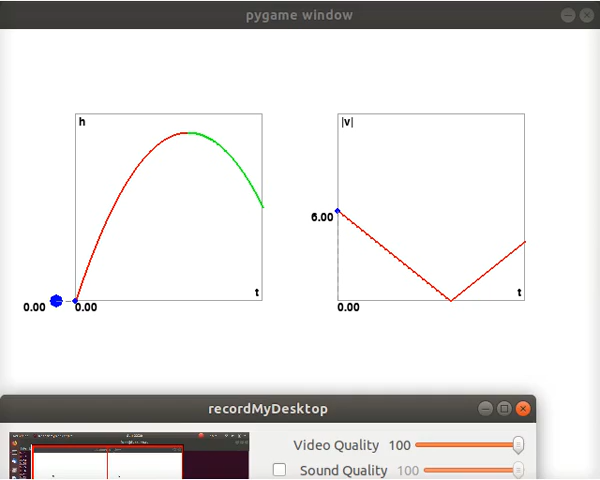 pygame window
h
|v|
6.00
t
t
0.00
0.00
0.00
recordMyDesktop
Video Quality 100
Sound Quality 100